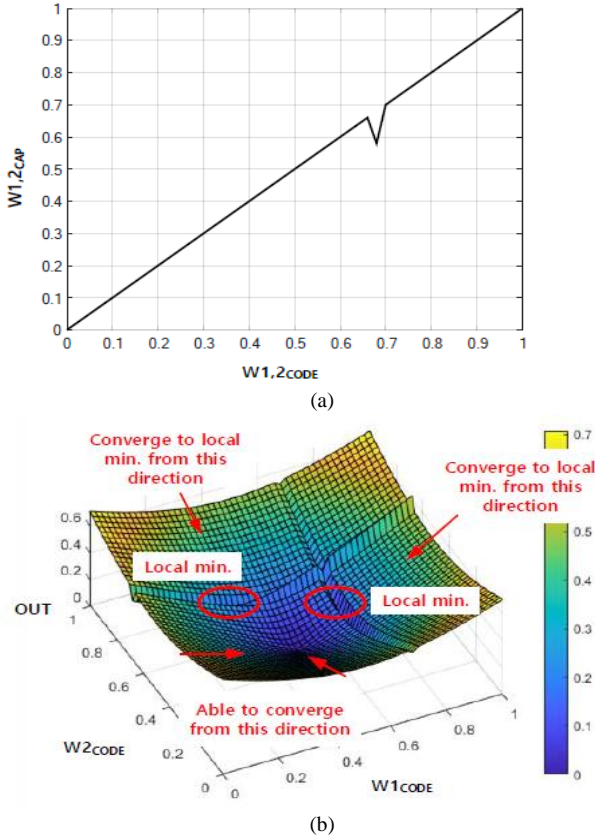 1
0.9
0.8
0.7
0.6
0.5
0.4
0.3
0.2
0.1
0
W1,2CAP
0 0.1 0.2 0.3 0.4 0.5 0.6 0.7 0.8 0.9 1
W1,2CODE
(a)
Converge to local
min. from this
direction
Converge to local
min. from this
direction
Local min.
Local min.
Able to converge
from this direction
OUT
0.6
0.4
0.2
0
1
0.8
0.6
0.4
0.2
0
W2CODE
0
0.2
0.4
0.6
0.8
1
W1CODE
0.7
0.6
0.5
0.4
0.3
0.2
0.1
0
(b)